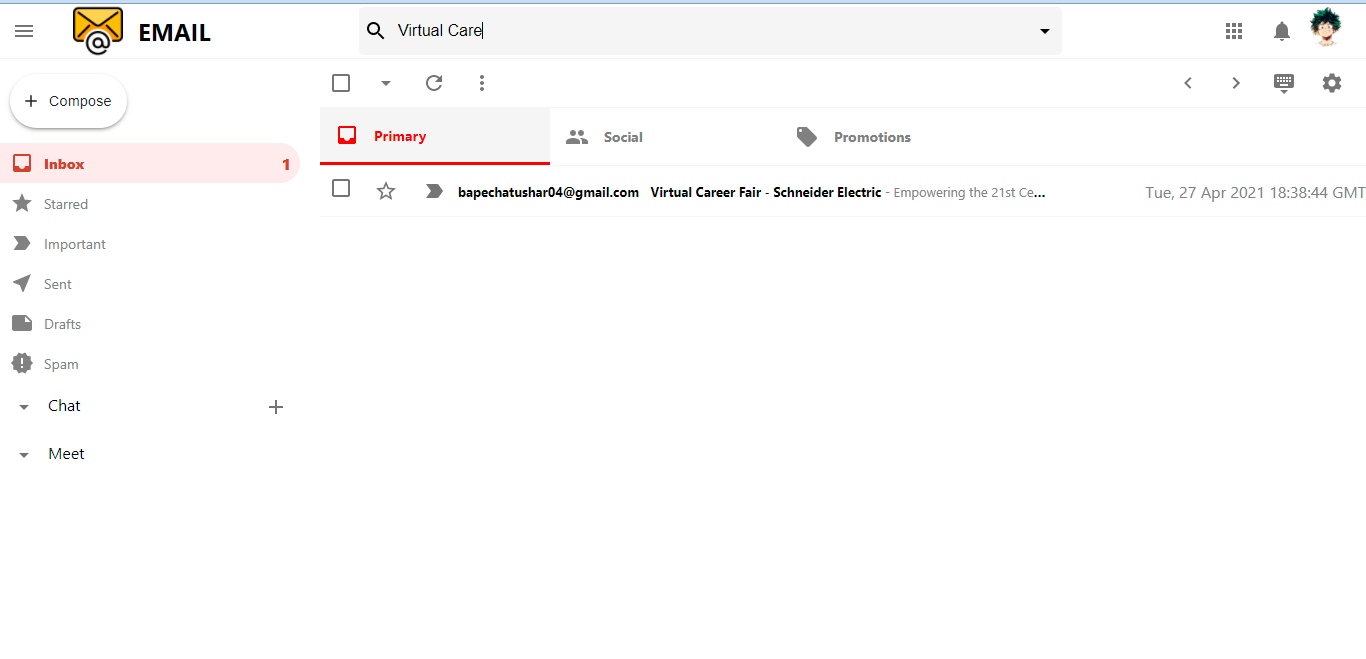 EMAIL
Virtual Care
Compose
Inbox 1
Starred
Important
Sent
Drafts
Spam
Chat
Meet
Primary Social Promotions
bapechatushar04@gmail.com Virtual Career Fair - Schneider Electric - Empowering the 21st Ce... Tue, 27 Apr 2021 18:38:44 GMT